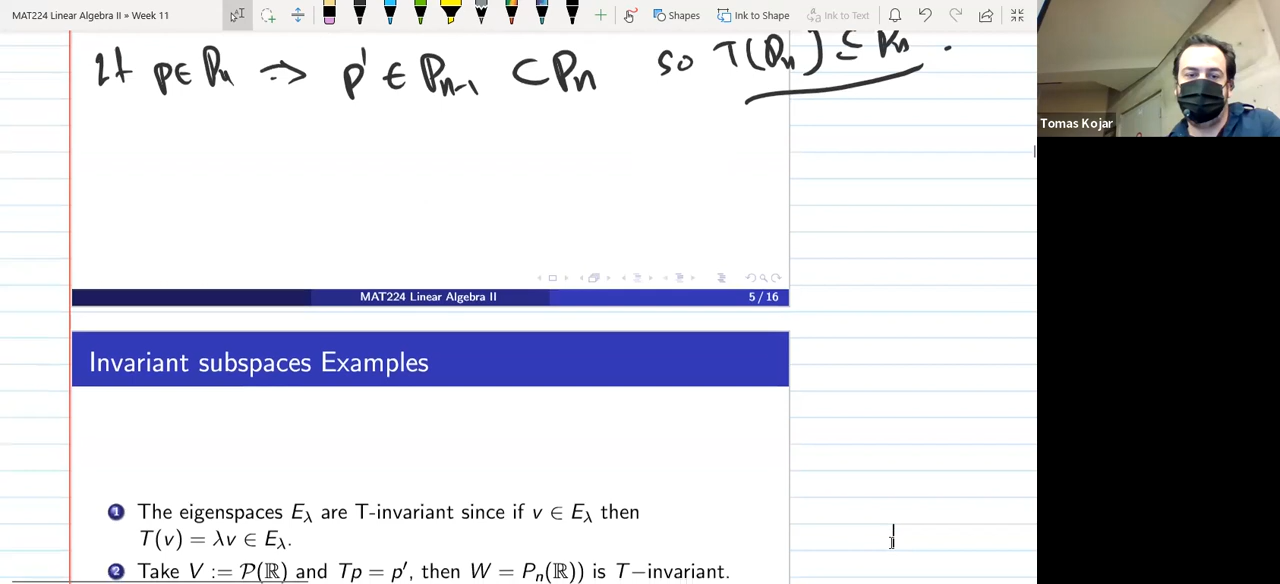 MAT224 Linear Algebra II » Week 11
Shapes
Ink to Shape
Ink to Text
If p ∈ Pn ⇒ p' ∈ Pn-1 ⊂ Pn so T(Pn) ⊆ Pn .
Tomas Kojar
MAT224 Linear Algebra II 5 / 16
Invariant subspaces Examples
1 The eigenspaces Eλ are T-invariant since if v ∈ Eλ then
T(v) = λv ∈ Eλ.
2 Take V := P(ℝ) and Tp = p', then W = Pn(ℝ)) is T−invariant.